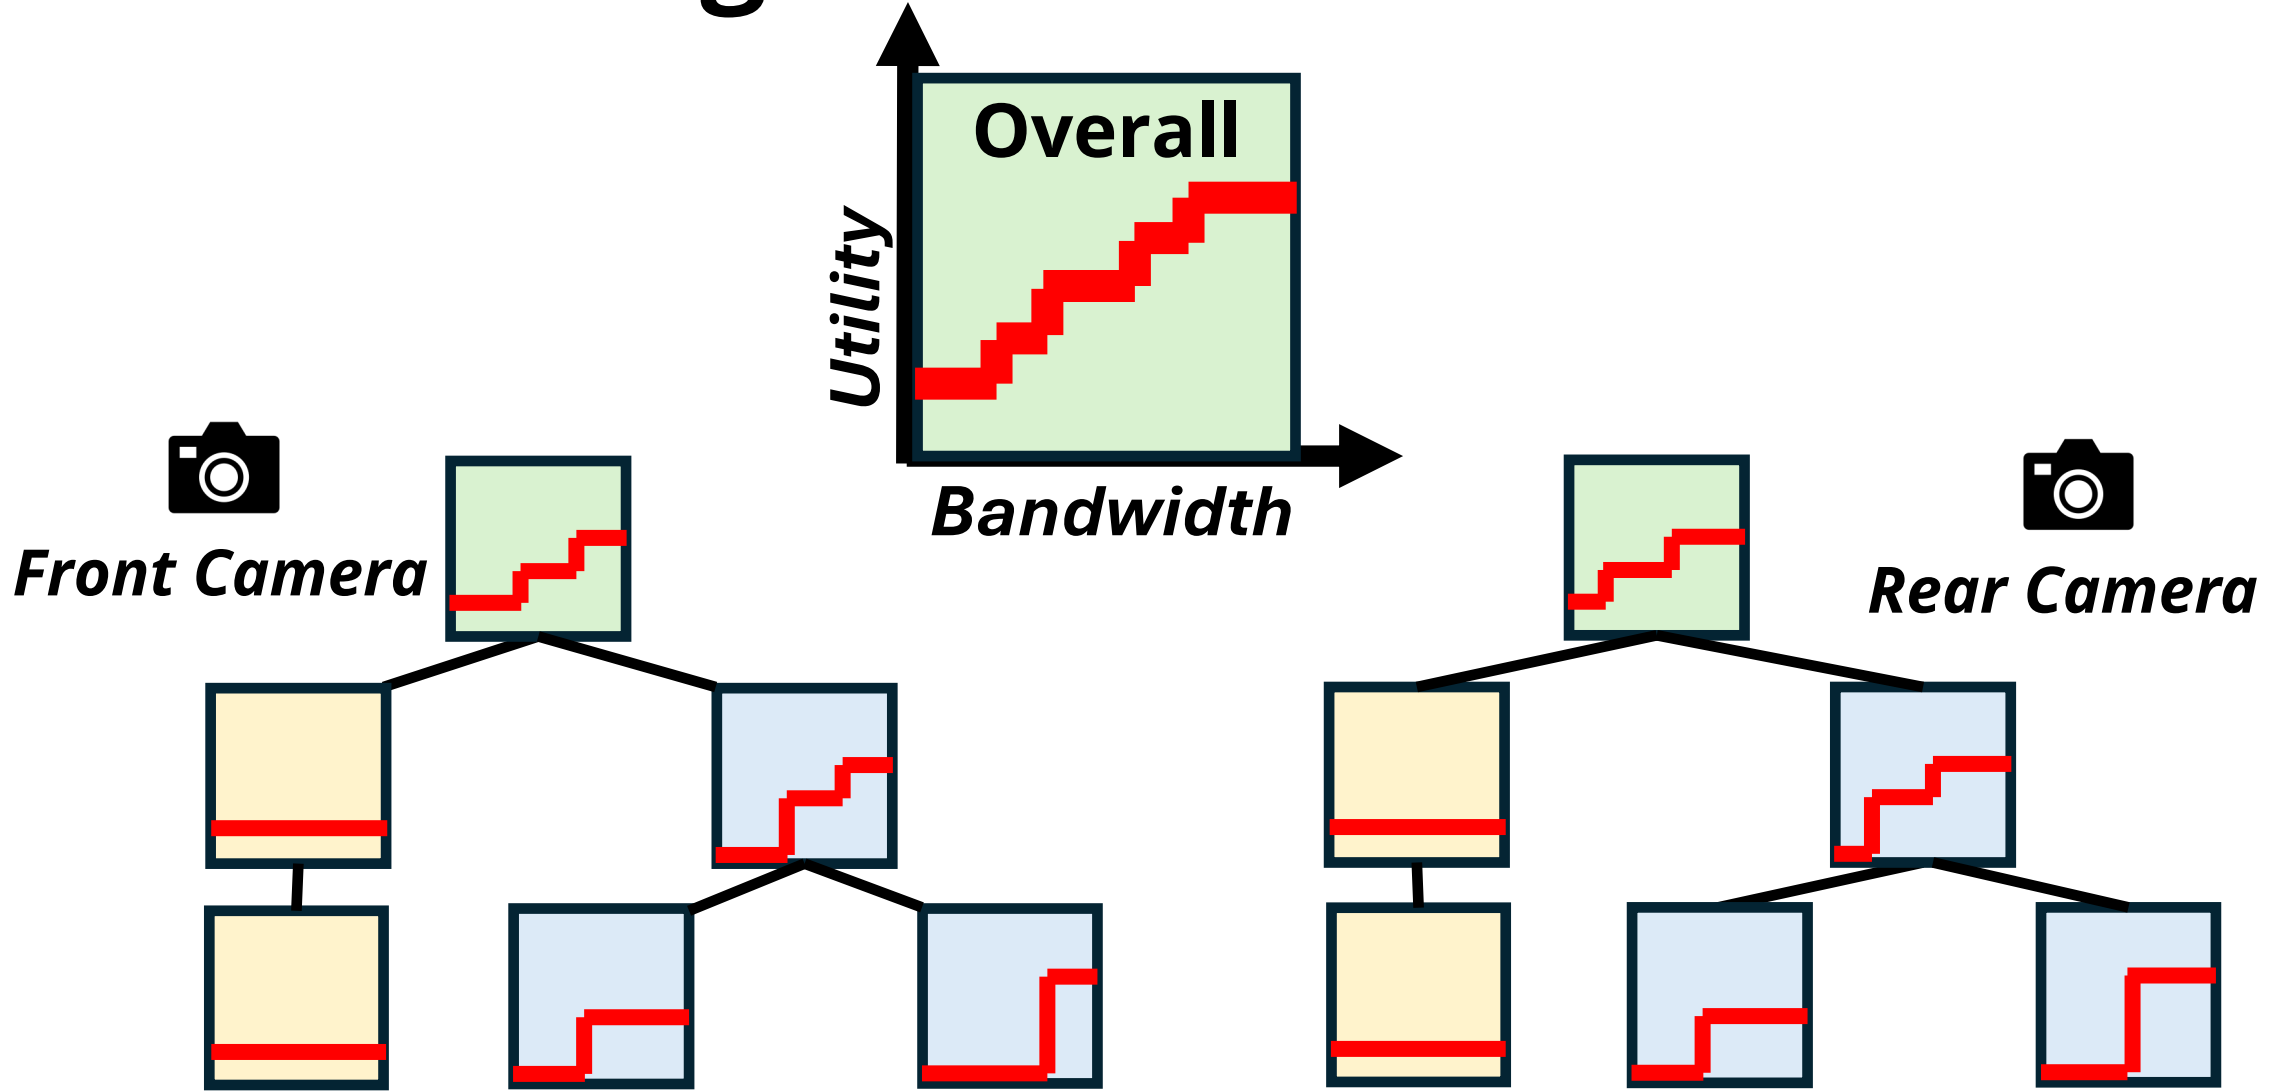 Overall
Utility
Bandwidth
Front Camera
Rear Camera